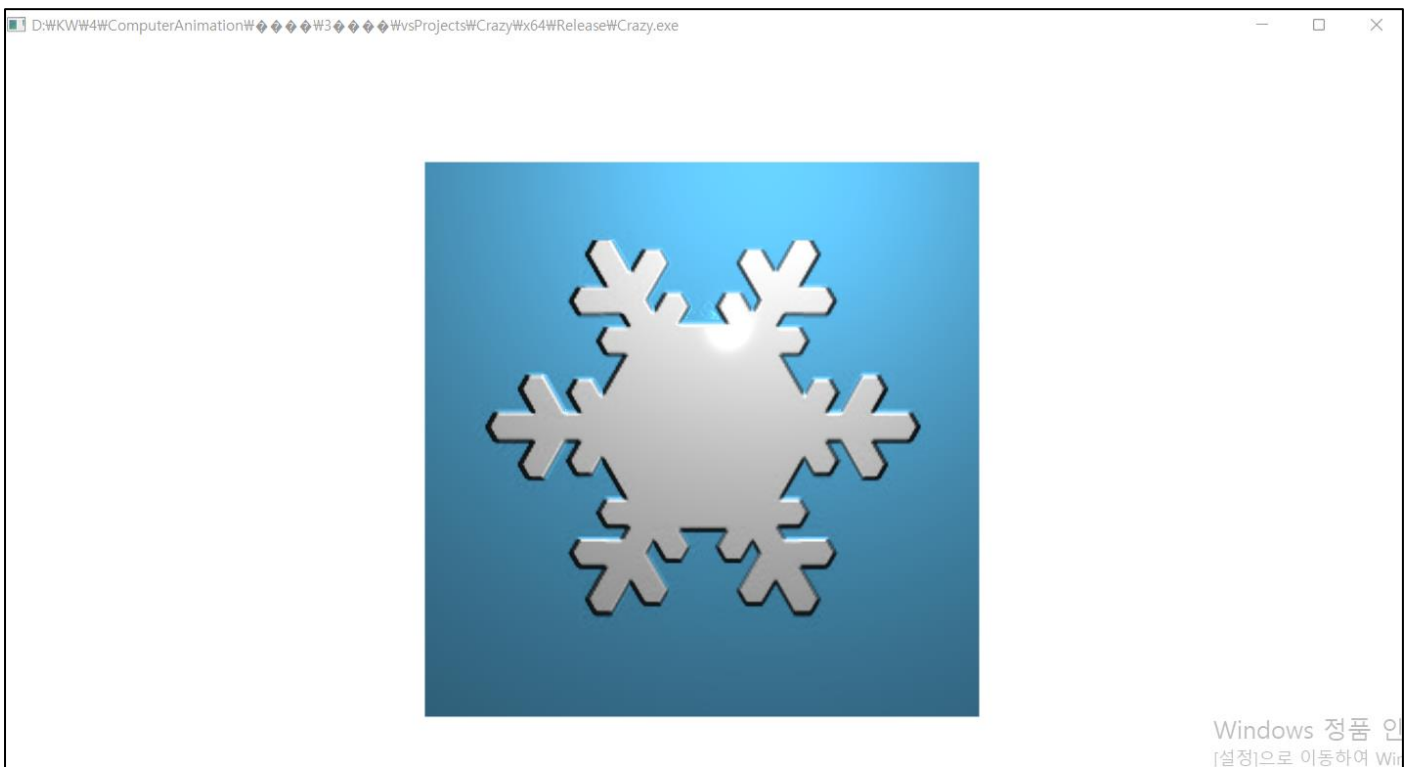 D:₩KW₩4₩ComputerAnimation₩����₩3����₩vsProjects₩Crazy₩x64₩Release₩Crazy.exe
Windows 정품 인
[설정]으로 이동하여 Win